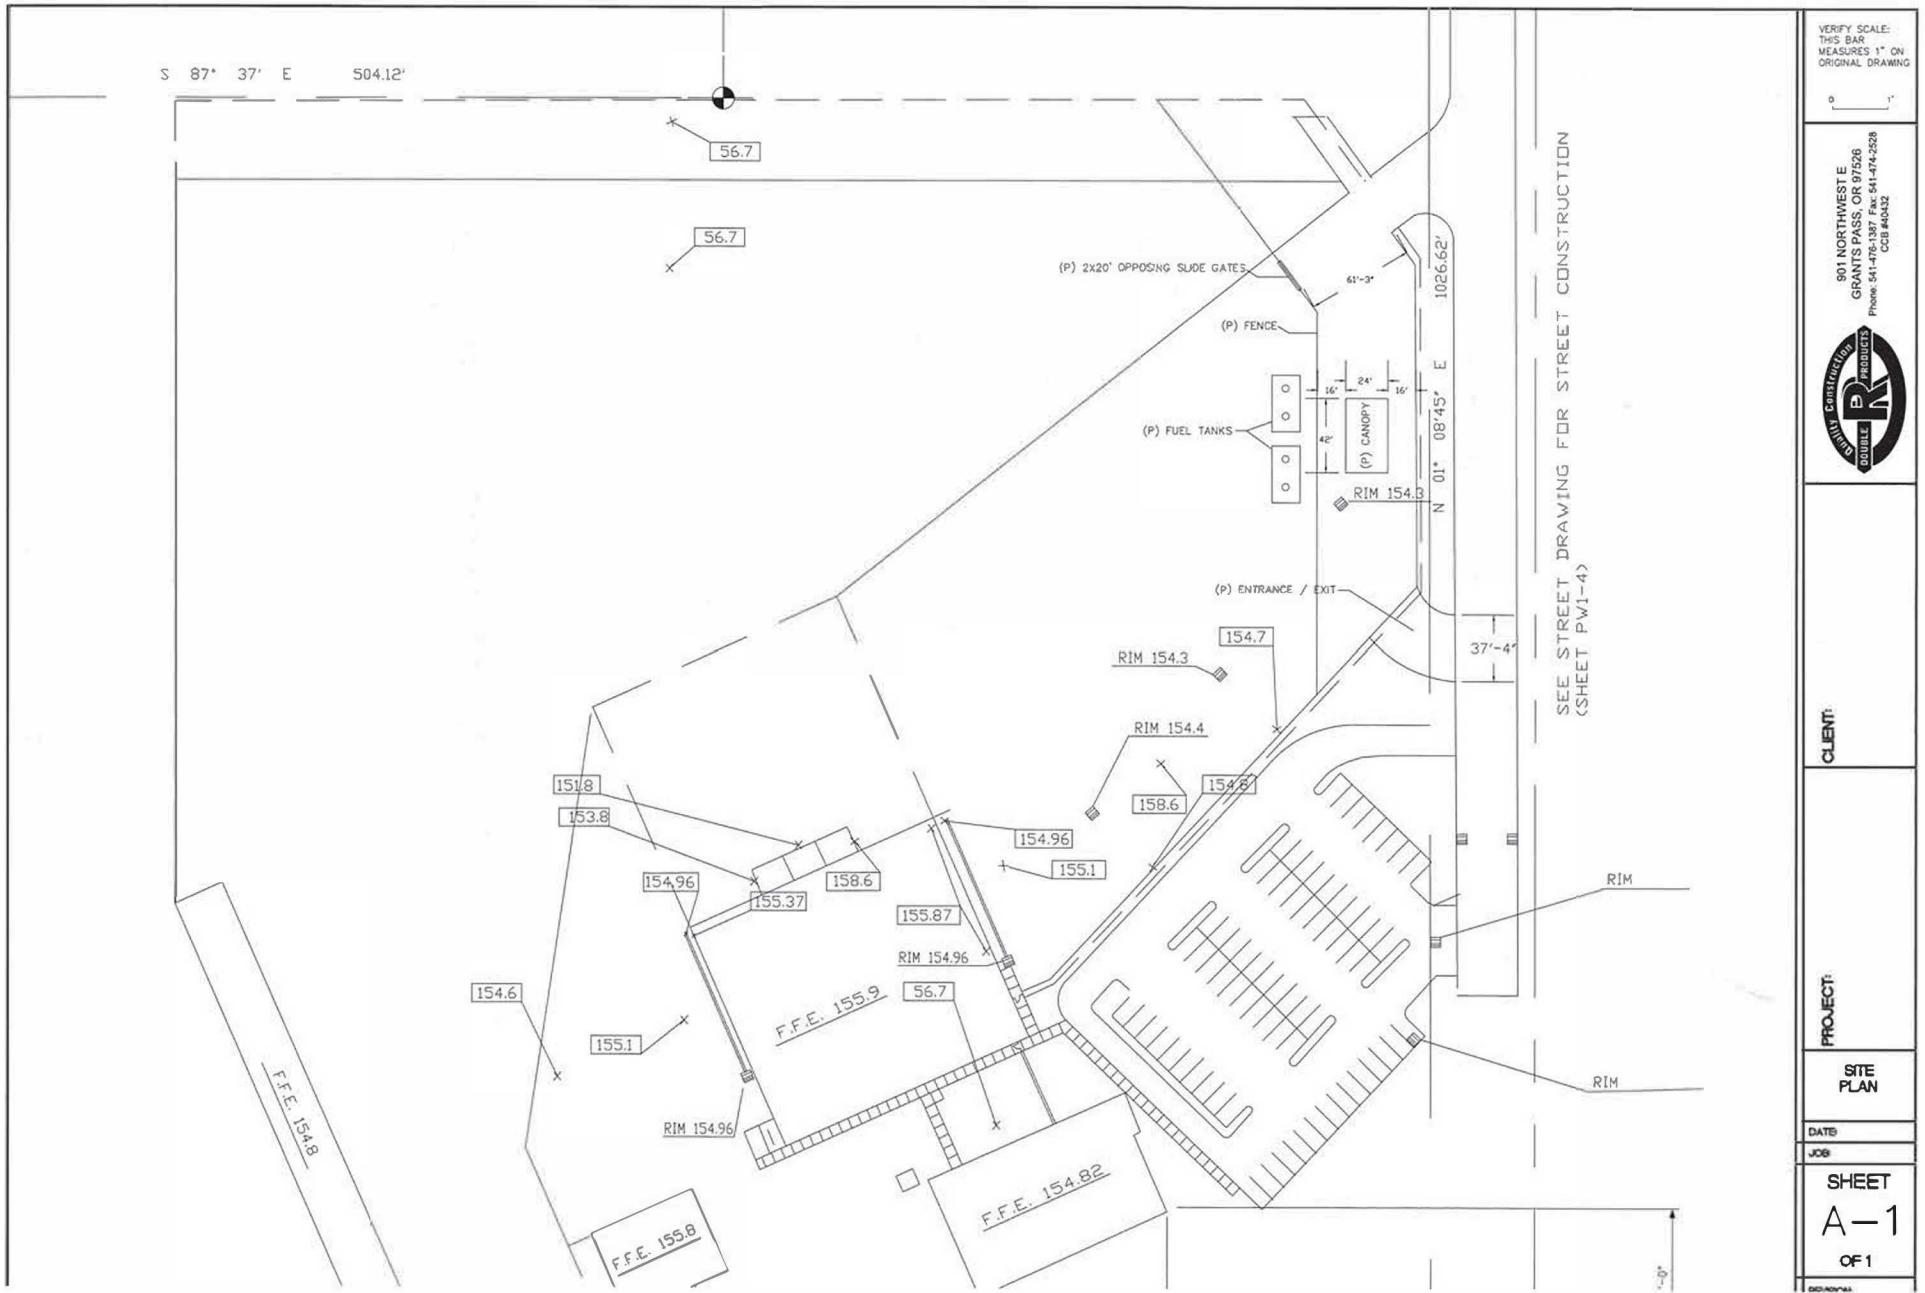 S 87° 37' E 504.12'
56.7
56.7
(P) 2X20' OPPOSING SLIDE GATES
61'-3"
(P) FENCE
16' 24' 16'
42'
(P) CANOPY
(P) FUEL TANKS
RIM 154.3
N 01° 08'45" E 1026.62'
SEE STREET DRAWING FOR STREET CONSTRUCTION
(SHEET PW1-4)
(P) ENTRANCE / EXIT
37'-4"
154.7
RIM 154.3
RIM 154.4
158.6
154.8
151.8
153.8
154.96
155.37
158.6
154.96
155.1
155.87
RIM 154.96
56.7
F.F.E. 155.9
154.6
155.1
RIM 154.96
F.F.E. 154.8
F.F.E. 155.8
F.F.E. 154.82
RIM
RIM
'-0"
VERIFY SCALE:
THIS BAR
MEASURES 1" ON
ORIGINAL DRAWING
0 1"
901 NORTHWEST E
GRANTS PASS, OR 97526
Phone: 541-476-1387 Fax: 541-474-2528
CCB #40432
Quality Construction
DOUBLE R PRODUCTS
CLIENT:
PROJECT:
SITE
PLAN
DATE:
JOB:
SHEET
A-1
OF 1